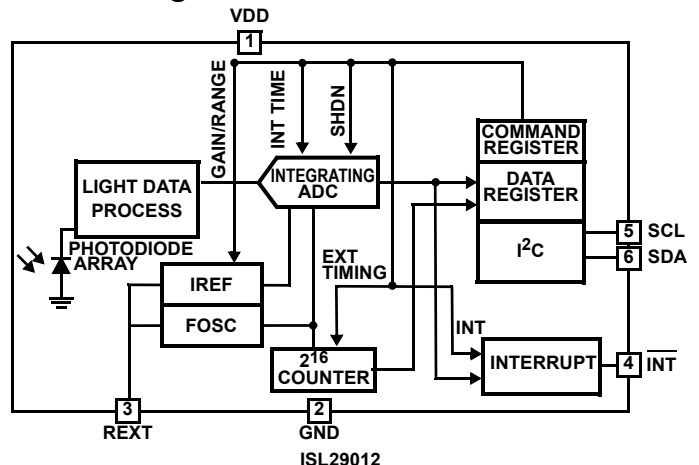 VDD
1
GAIN/RANGE
INT TIME
SHDN
COMMAND
REGISTER
LIGHT DATA
PROCESS
INTEGRATING
ADC
DATA
REGISTER
I²C
5 SCL
6 SDA
PHOTODIODE
ARRAY
IREF
FOSC
EXT
TIMING
2¹⁶
COUNTER
INT
INTERRUPT
4 INT
3
REXT
2
GND
ISL29012